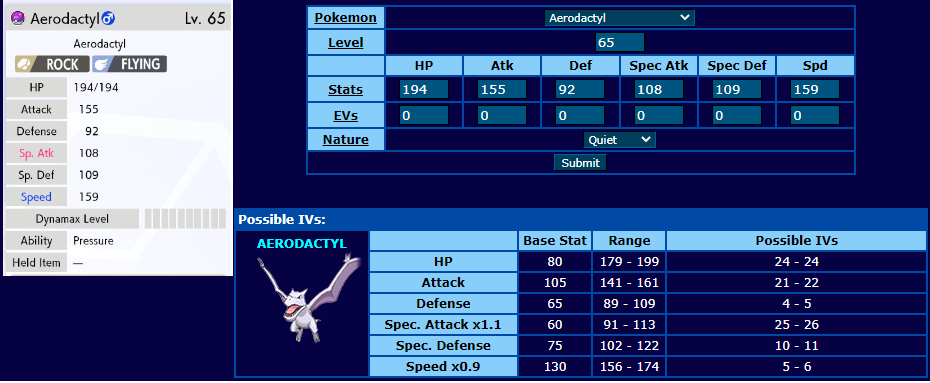 Aerodactyl♂ Lv. 65
Aerodactyl
ROCK FLYING
HP 194/194
Attack 155
Defense 92
Sp. Atk 108
Sp. Def 109
Speed 159
Dynamax Level
Ability Pressure
Held Item —
Pokemon Aerodactyl
Level 65
HP Atk Def Spec Atk Spec Def Spd
Stats 194 155 92 108 109 159
EVs 0 0 0 0 0 0
Nature Quiet
Submit
Possible IVs:
AERODACTYL
Base Stat Range Possible IVs
HP 80 179 - 199 24 - 24
Attack 105 141 - 161 21 - 22
Defense 65 89 - 109 4 - 5
Spec. Attack x1.1 60 91 - 113 25 - 26
Spec. Defense 75 102 - 122 10 - 11
Speed x0.9 130 156 - 174 5 - 6